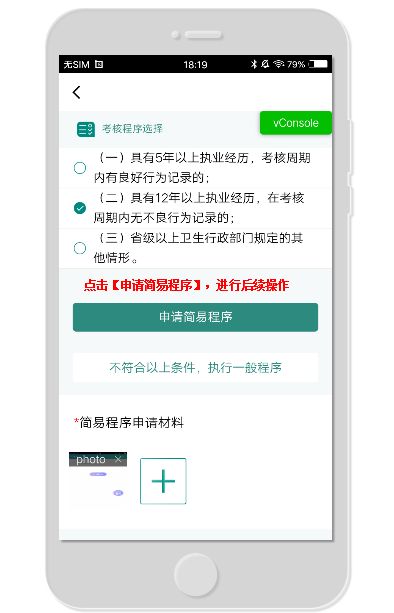 无SIM 18:19 79%
考核程序选择
vConsole
（一）具有5年以上执业经历，考核周期
内有良好行为记录的；
（二）具有12年以上执业经历，在考核
周期内无不良行为记录的；
（三）省级以上卫生行政部门规定的其
他情形。
点击【申请简易程序】，进行后续操作
申请简易程序
不符合以上条件，执行一般程序
*简易程序申请材料
photo